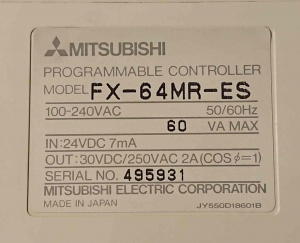 MITSUBISHI
PROGRAMMABLE CONTROLLER
MODEL FX-64MR-ES
100-240VAC 50/60Hz
60 VA MAX
IN:24VDC 7mA
OUT:30VDC/250VAC 2A(COS ϕ=1)
SERIAL NO. 495931
MITSUBISHI ELECTRIC CORPORATION
MADE IN JAPAN JY550D18601B